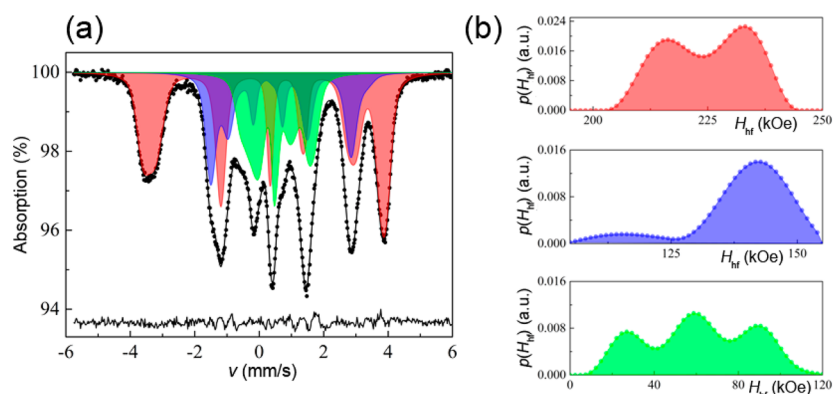 (a)
100
98
96
94
Absorption (%)
-6 -4 -2 0 2 4 6
v (mm/s)
(b)
0.024
0.016
0.008
0.000
p(Hhf) (a.u.)
200 225 250
Hhf (kOe)
0.016
0.008
0.000
p(Hhf) (a.u.)
125 150
Hhf (kOe)
0.016
0.008
0.000
p(Hhf) (a.u.)
0 40 80 120
(kOe)